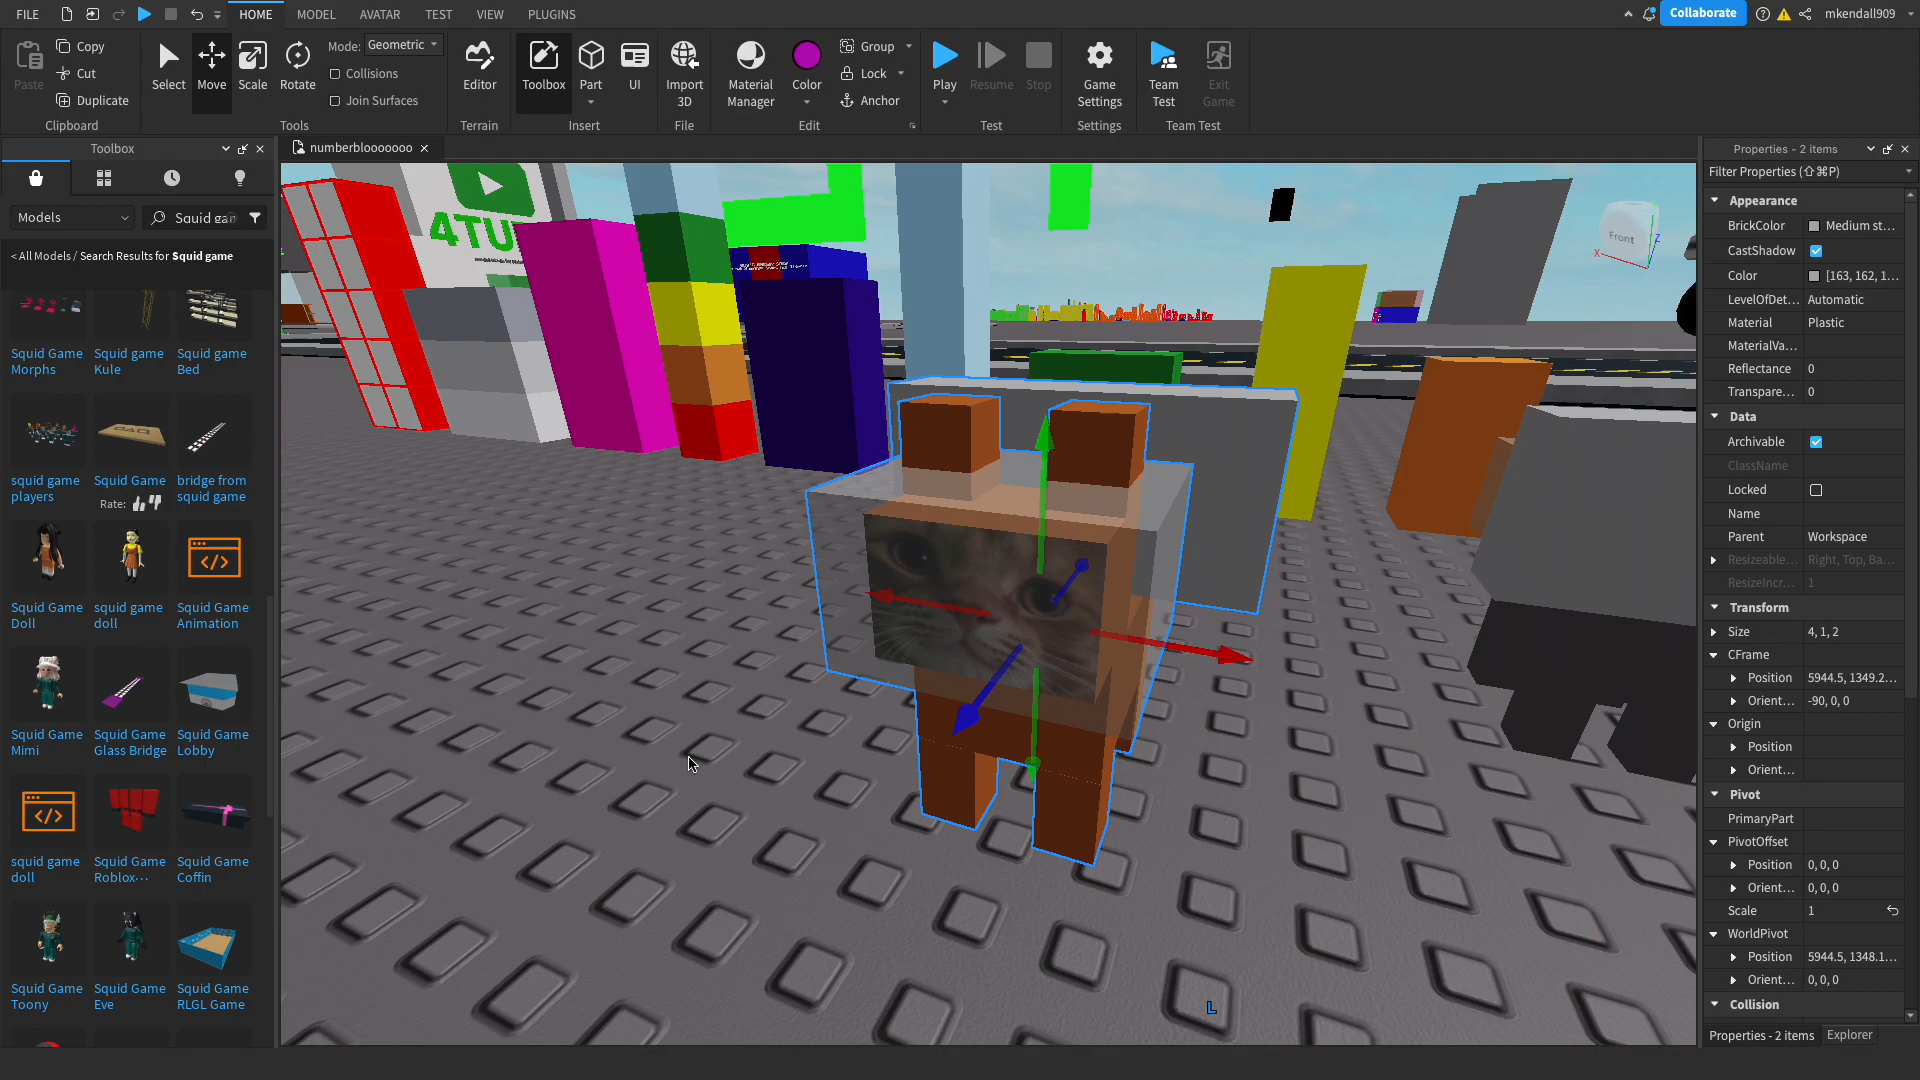 FILE
HOME
MODEL
AVATAR
TEST
VIEW
PLUGINS
Collaborate
mkendall909
Paste
Copy
Cut
Duplicate
Clipboard
Select
Move
Scale
Rotate
Mode:
Geometric
Collisions
Join Surfaces
Tools
Editor
Terrain
Toolbox
Part
UI
Insert
Import
3D
File
Material
Manager
Color
Group
Lock
Anchor
Edit
Play
Resume
Stop
Test
Game
Settings
Settings
Team
Test
Exit
Game
Team Test
Toolbox
Models
Squid gan
< All Models / Search Results for Squid game
Squid Game
Morphs
Squid game
Kule
Squid game
Bed
squid game
players
Squid Game
Rate:
bridge from
squid game
Squid Game
Doll
squid game
doll
Squid Game
Animation
Squid Game
Mimi
Squid Game
Glass Bridge
Squid Game
Lobby
squid game
doll
Squid Game
Roblox...
Squid Game
Coffin
Squid Game
Toony
Squid Game
Eve
Squid Game
RLGL Game
numberblooooooo
4TU
Front
X
Z
L
Properties - 2 items
Filter Properties (⇧⌘P)
Appearance
BrickColor
Medium st...
CastShadow
Color
[163, 162, 1...
LevelOfDet...
Automatic
Material
Plastic
MaterialVa...
Reflectance
0
Transpare...
0
Data
Archivable
ClassName
Locked
Name
Parent
Workspace
Resizeable...
Right, Top, Ba...
ResizeIncr...
1
Transform
Size
4, 1, 2
CFrame
Position
5944.5, 1349.2...
Orient...
-90, 0, 0
Origin
Position
Orient...
Pivot
PrimaryPart
PivotOffset
Position
0, 0, 0
Orient...
0, 0, 0
Scale
1
WorldPivot
Position
5944.5, 1348.1...
Orient...
0, 0, 0
Collision
Properties - 2 items
Explorer